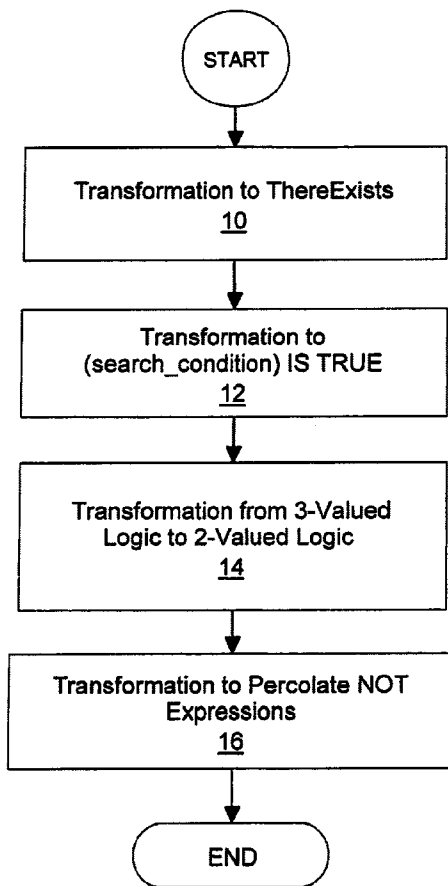 START
Transformation to ThereExists
10
Transformation to
(search_condition) IS TRUE
12
Transformation from 3-Valued
Logic to 2-Valued Logic
14
Transformation to Percolate NOT
Expressions
16
END